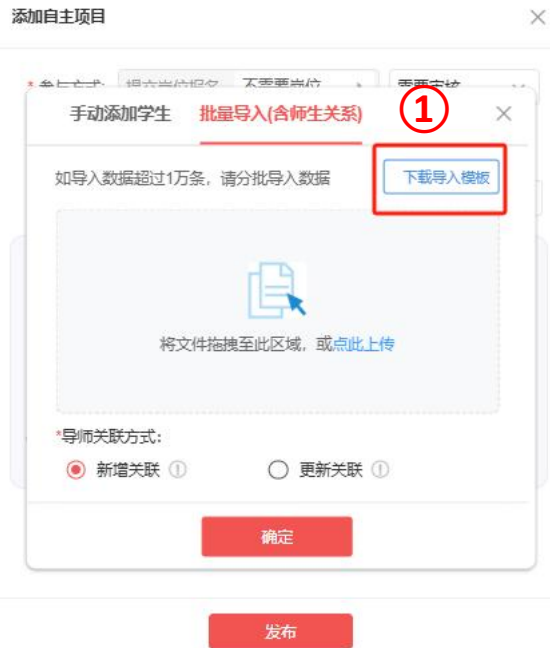 添加自主项目
手动添加学生 批量导入(含师生关系) ①
如导入数据超过1万条，请分批导入数据 下载导入模板
将文件拖拽至此区域，或点此上传
*导师关联方式：
新增关联 更新关联
确定
发布